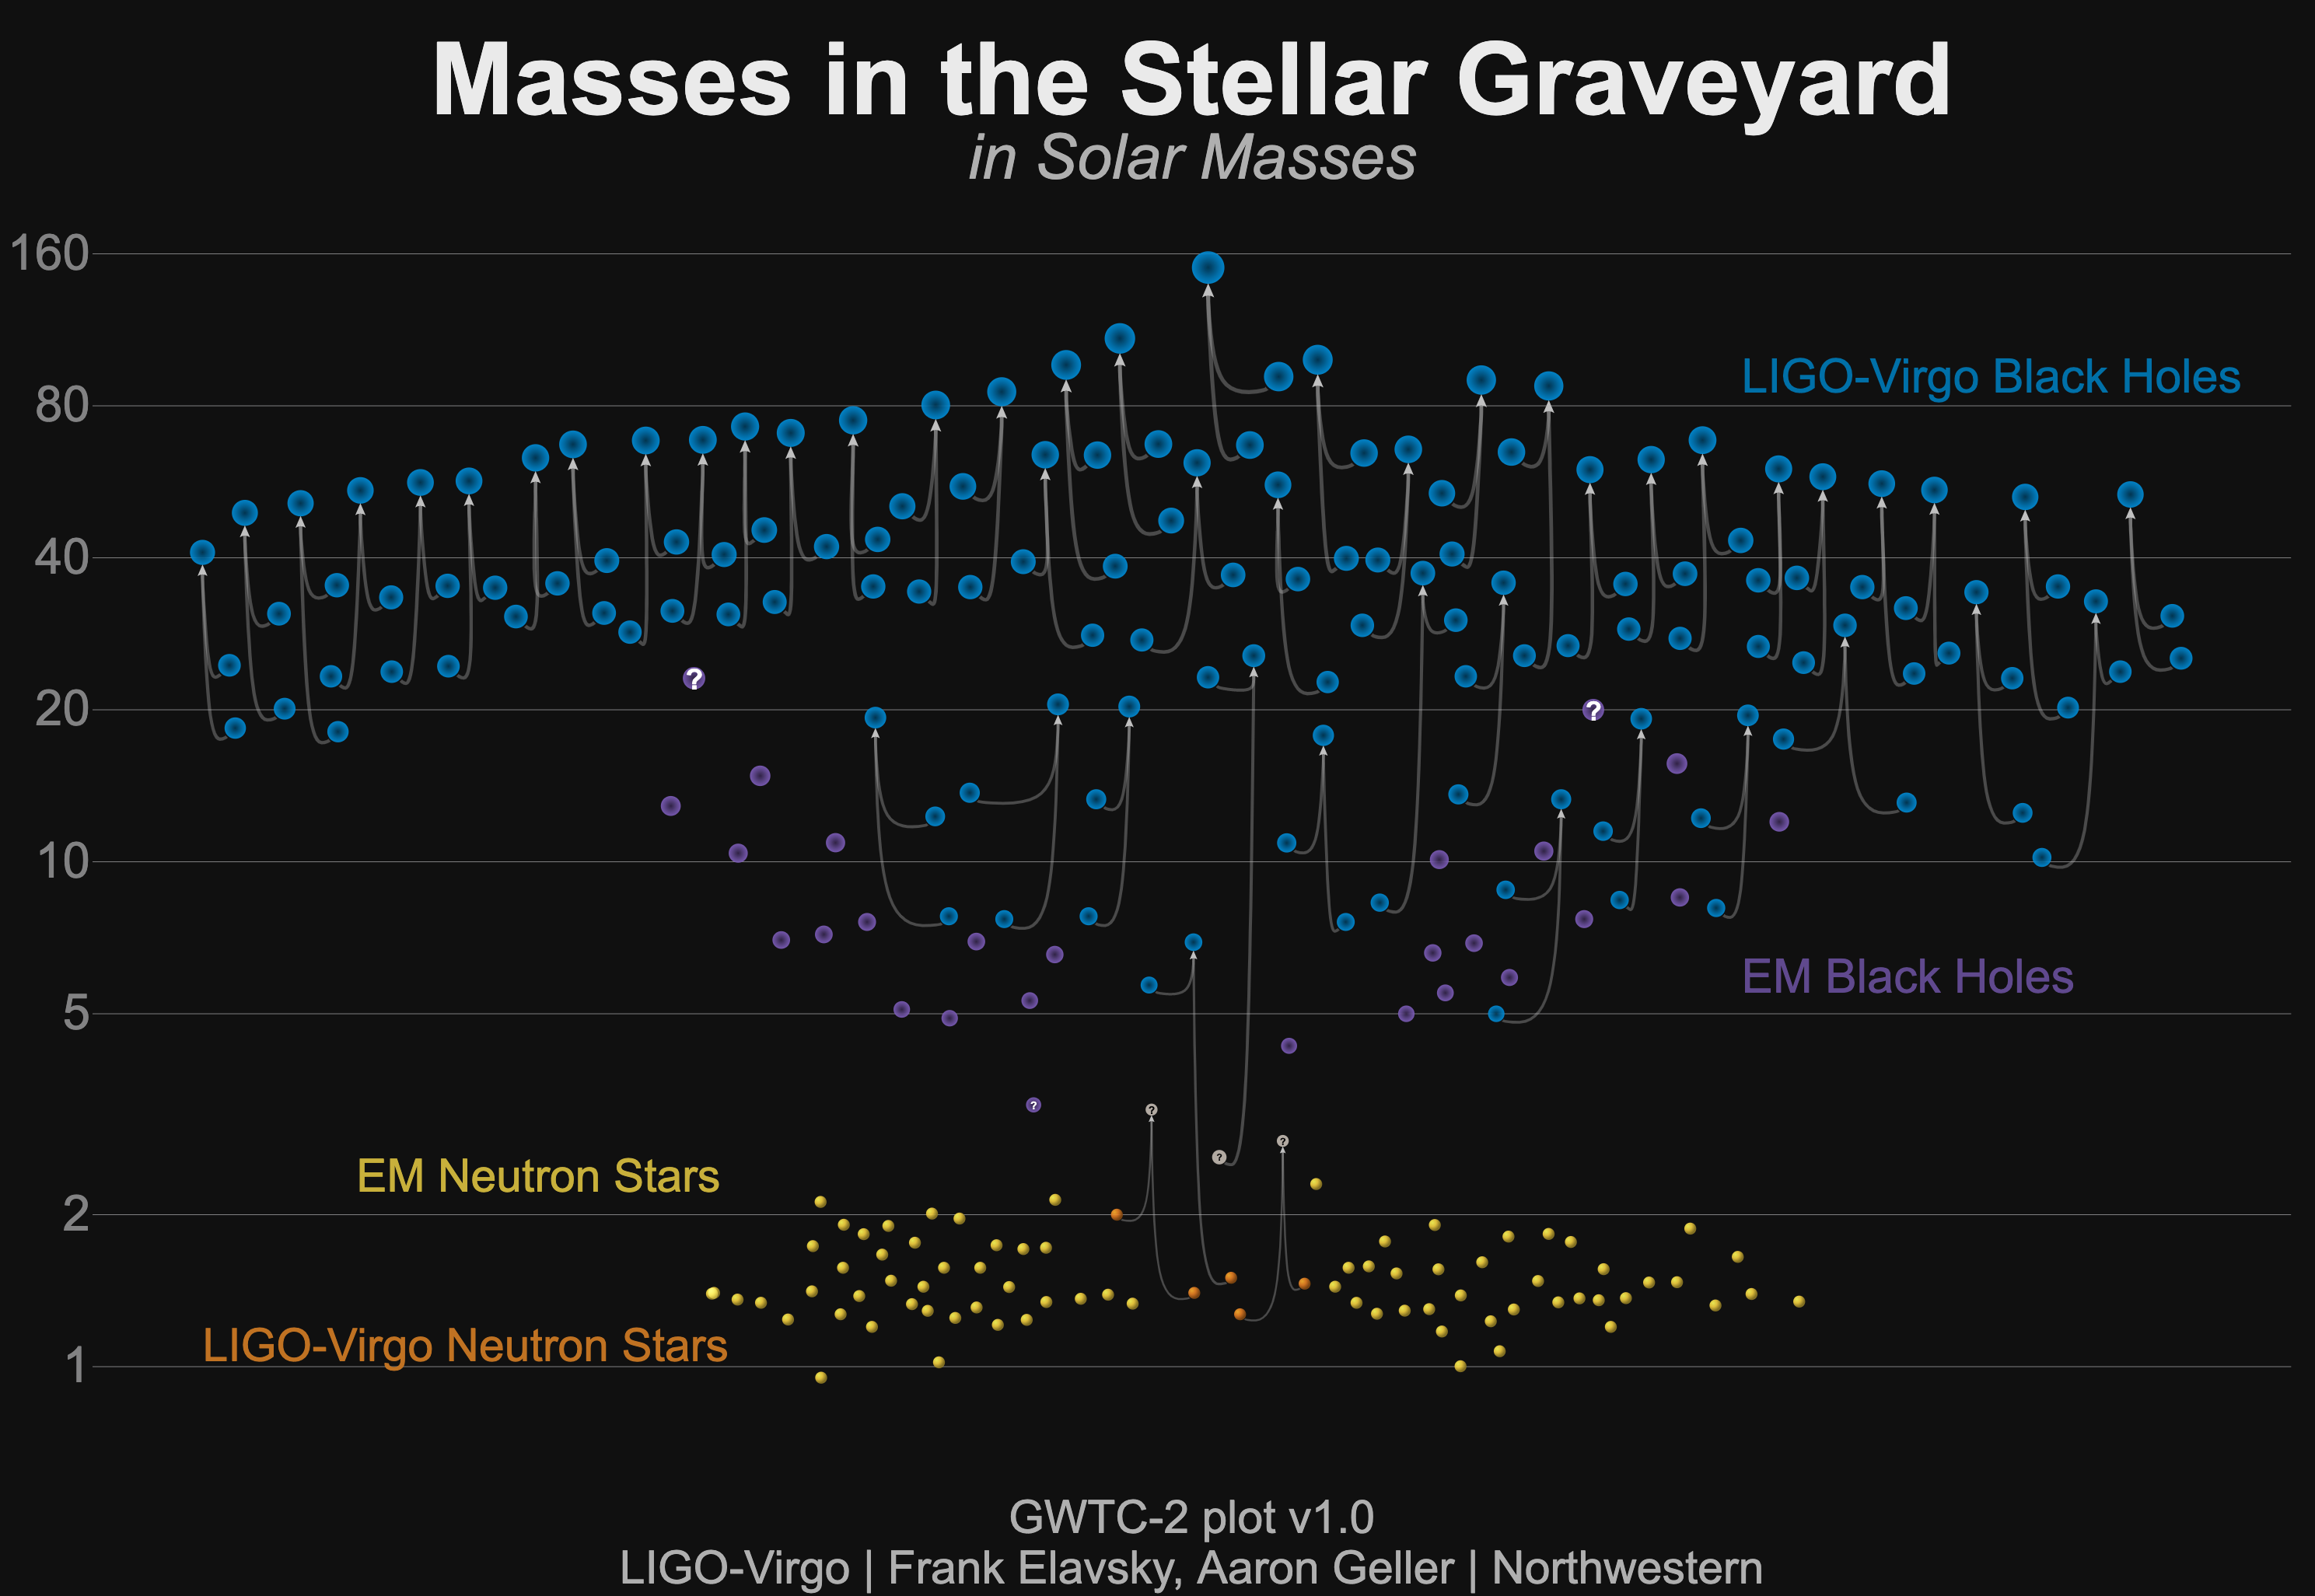 Masses in the Stellar Graveyard
in Solar Masses
160
LIGO-Virgo Black Holes
80
40
?
20
?
10
EM Black Holes
5
?
?
?
?
EM Neutron Stars
2
LIGO-Virgo Neutron Stars
1
GWTC-2 plot v1.0
LIGO-Virgo | Frank Elavsky, Aaron Geller | Northwestern